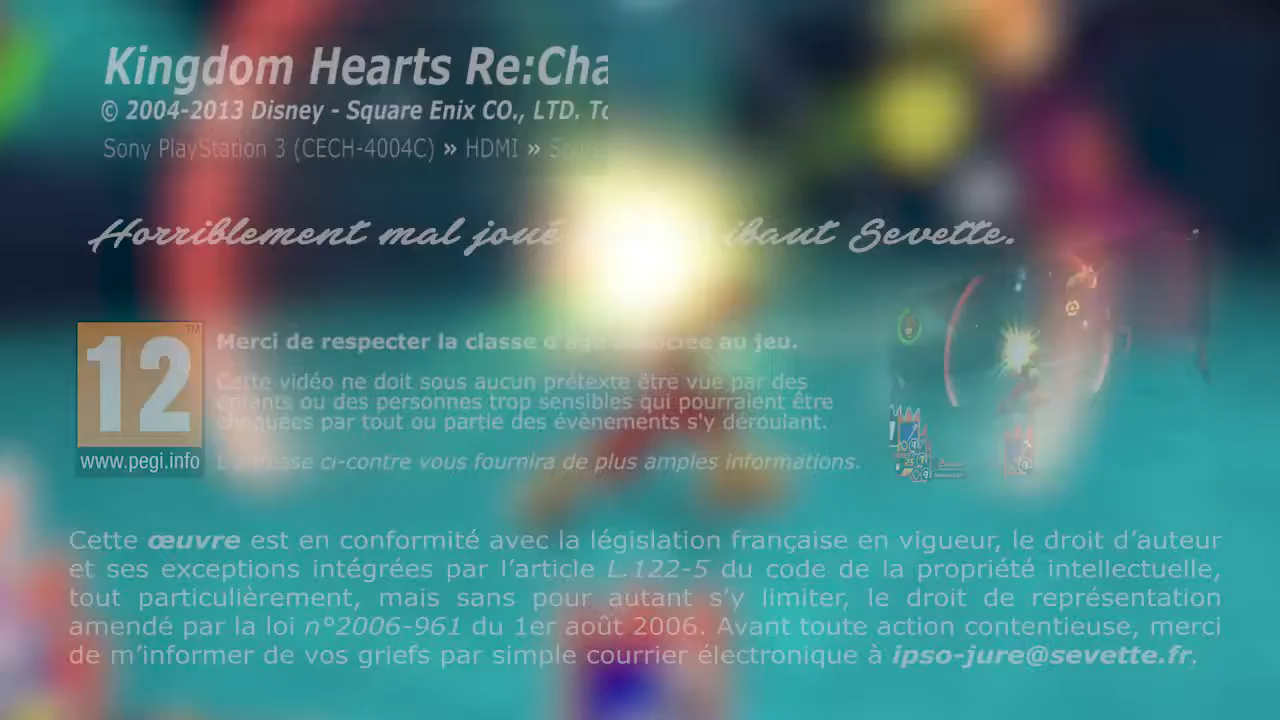 Kingdom Hearts Re:Cha
© 2004-2013 Disney - Square Enix CO., LTD. To
Sony PlayStation 3 (CECH-4004C) » HDMI »
Horriblement mal joué ibaut Sevette.
12
www.pegi.info
Merci de respecter la classe d'âge associée au jeu.
Cette vidéo ne doit sous aucun prétexte être vue par des
enfants ou des personnes trop sensibles qui pourraient être
choquées par tout ou partie des évènements s'y déroulant.
L'adresse ci-contre vous fournira de plus amples informations.
Cette œuvre est en conformité avec la législation française en vigueur, le droit d’auteur
et ses exceptions intégrées par l’article L.122-5 du code de la propriété intellectuelle,
tout particulièrement, mais sans pour autant s’y limiter, le droit de représentation
amendé par la loi n°2006-961 du 1er août 2006. Avant toute action contentieuse, merci
de m’informer de vos griefs par simple courrier électronique à ipso-jure@sevette.fr.